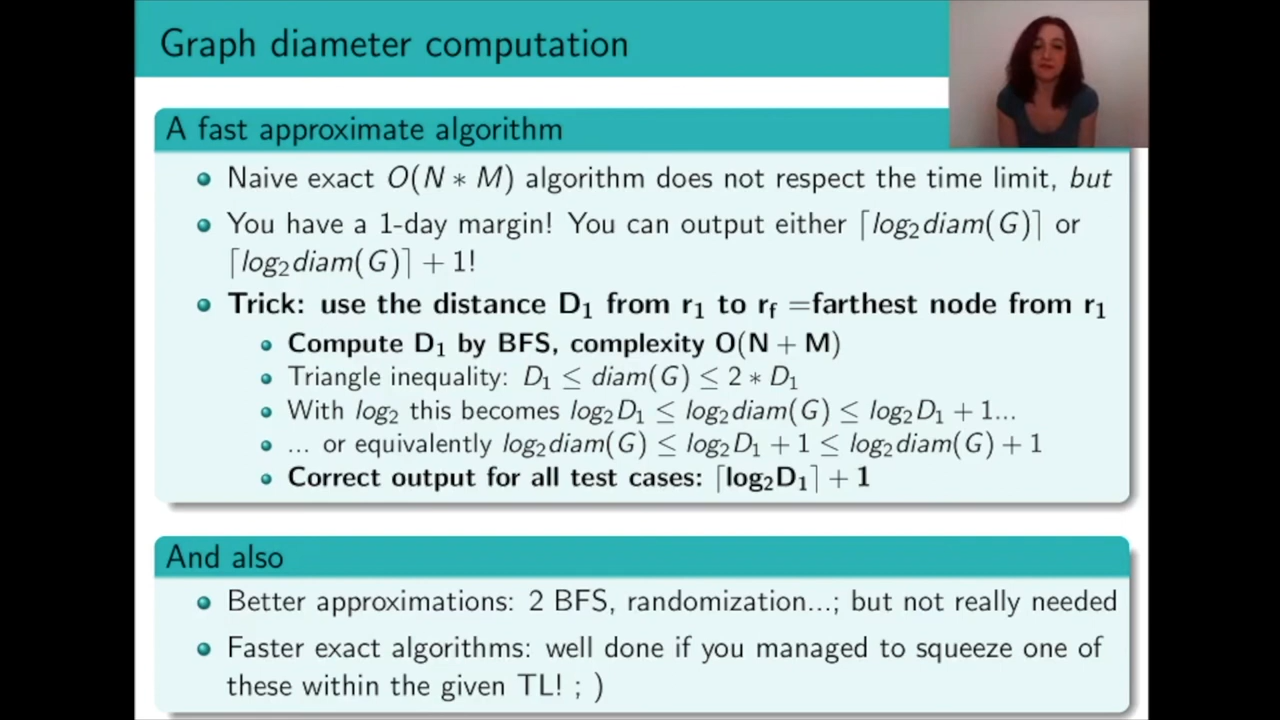 Graph diameter computation
A fast approximate algorithm
Naive exact O(N ∗ M) algorithm does not respect the time limit, but
You have a 1-day margin! You can output either ⌈log₂diam(G)⌉ or
⌈log₂diam(G)⌉ + 1!
Trick: use the distance D₁ from r₁ to r_f =farthest node from r₁
Compute D₁ by BFS, complexity O(N + M)
Triangle inequality: D₁ ≤ diam(G) ≤ 2 ∗ D₁
With log₂ this becomes log₂D₁ ≤ log₂diam(G) ≤ log₂D₁ + 1...
... or equivalently log₂diam(G) ≤ log₂D₁ + 1 ≤ log₂diam(G) + 1
Correct output for all test cases: ⌈log₂D₁⌉ + 1
And also
Better approximations: 2 BFS, randomization...; but not really needed
Faster exact algorithms: well done if you managed to squeeze one of
these within the given TL! ; )